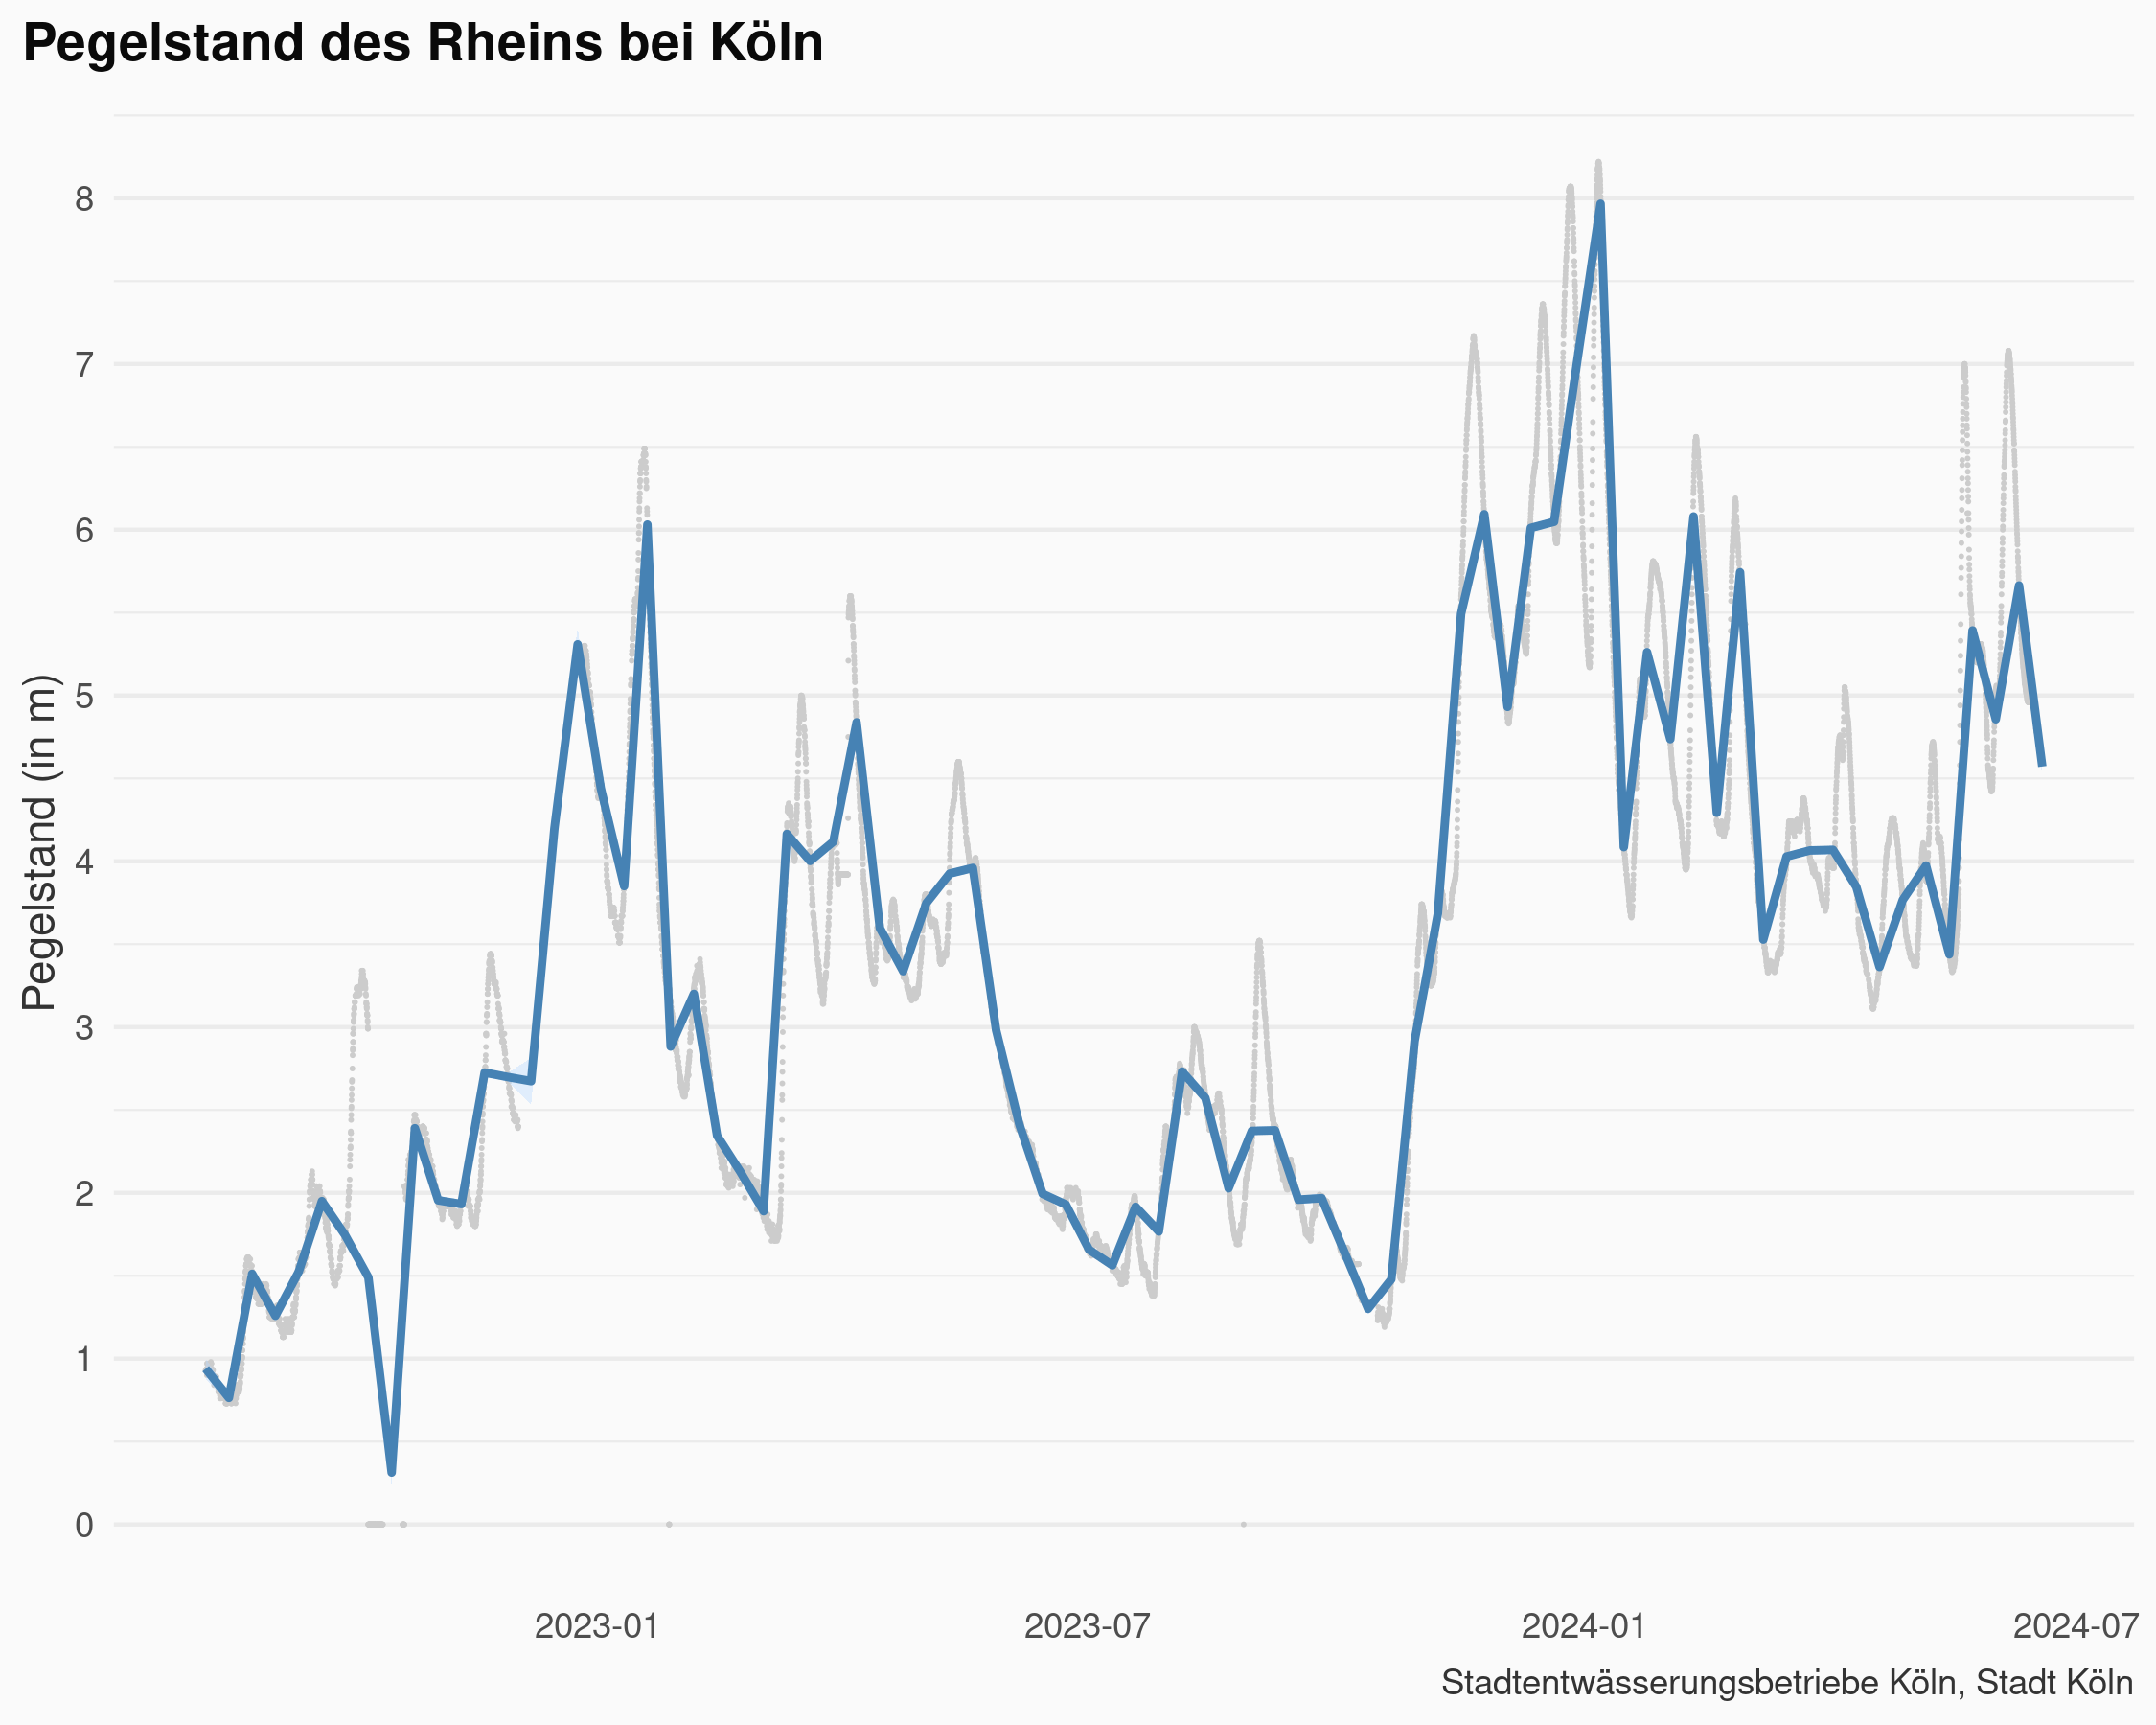 Pegelstand des Rheins bei Köln
Pegelstand (in m)
8
7
6
5
4
3
2
1
0
2023-01 2023-07 2024-01 2024-07
Stadtentwässerungsbetriebe Köln, Stadt Köln